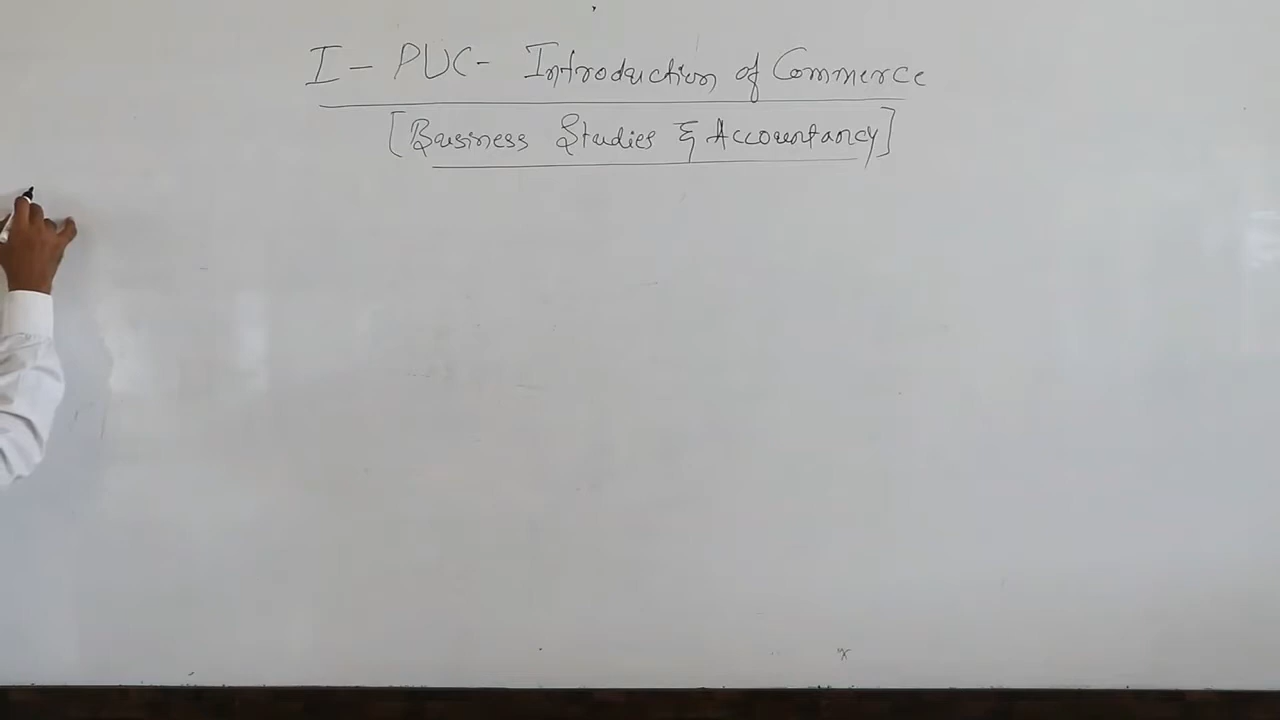 I - PUC - Introduction of Commerce
[Business Studies & Accountancy]